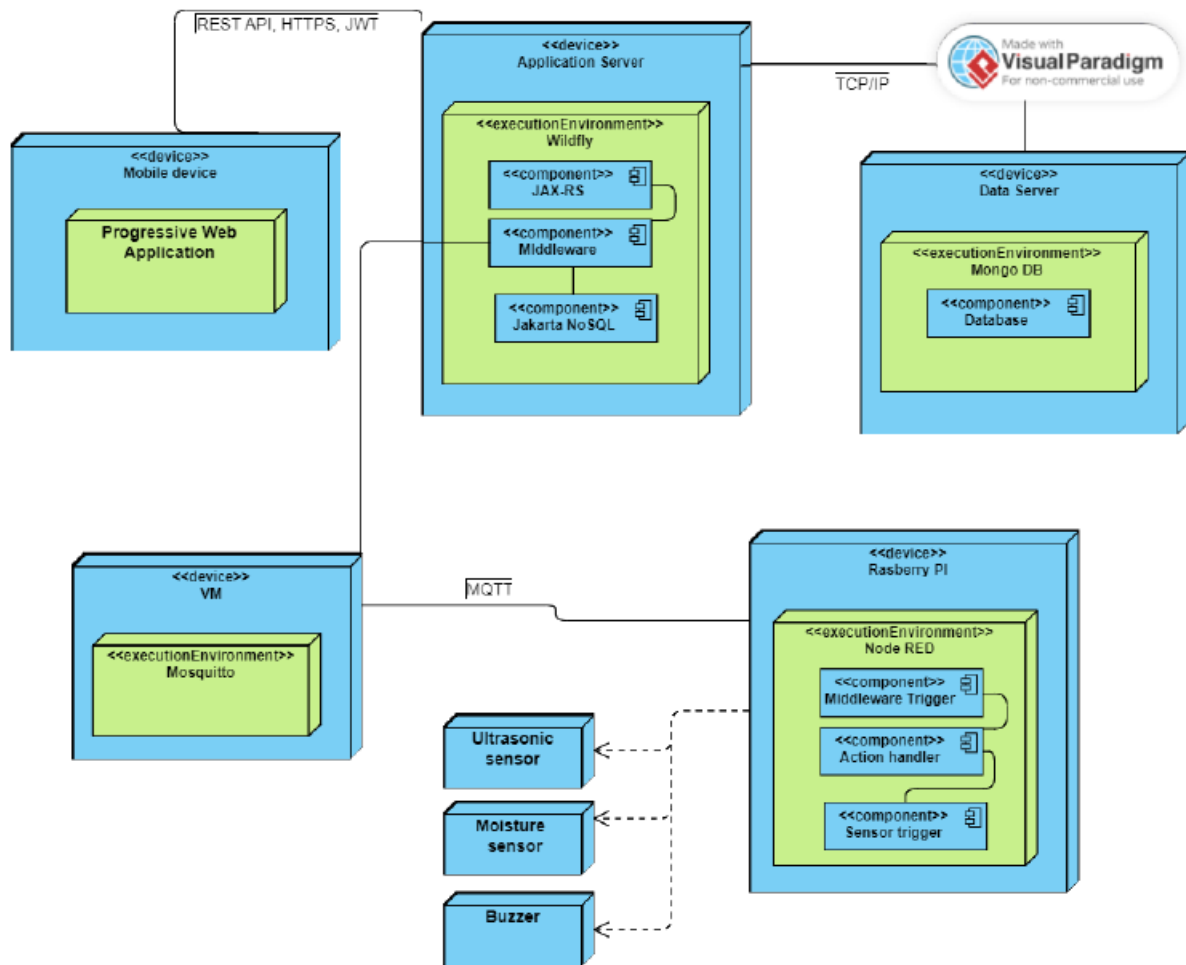 REST API, HTTPS, JWT
<<device>>
Application Server
<<executionEnvironment>>
Wildfly
<<component>>
JAX-RS
<<component>>
MIddleware
<<component>>
Jakarta NoSQL
TCP/IP
Made with
Visual Paradigm
For non-commercial use
<<device>>
Mobile device
Progressive Web
Application
<<device>>
Data Server
<<executionEnvironment>>
Mongo DB
<<component>>
Database
<<device>>
VM
<<executionEnvironment>>
Mosquitto
MQTT
<<device>>
Rasberry PI
<<executionEnvironment>>
Node RED
<<component>>
Middleware Trigger
<<component>>
Action handler
<<component>>
Sensor trigger
Ultrasonic
sensor
Moisture
sensor
Buzzer